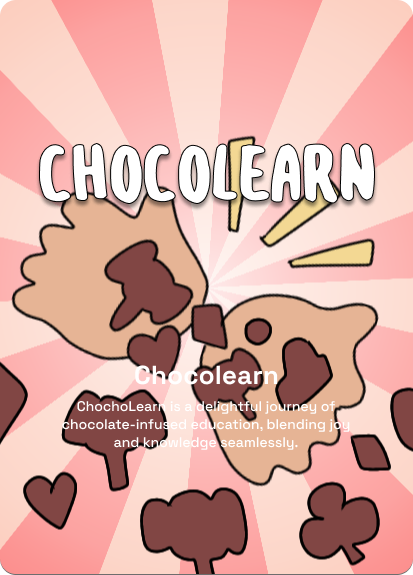 CHOCOLEARN
Chocolearn
ChochoLearn is a delightful journey of
chocolate-infused education, blending joy
and knowledge seamlessly.